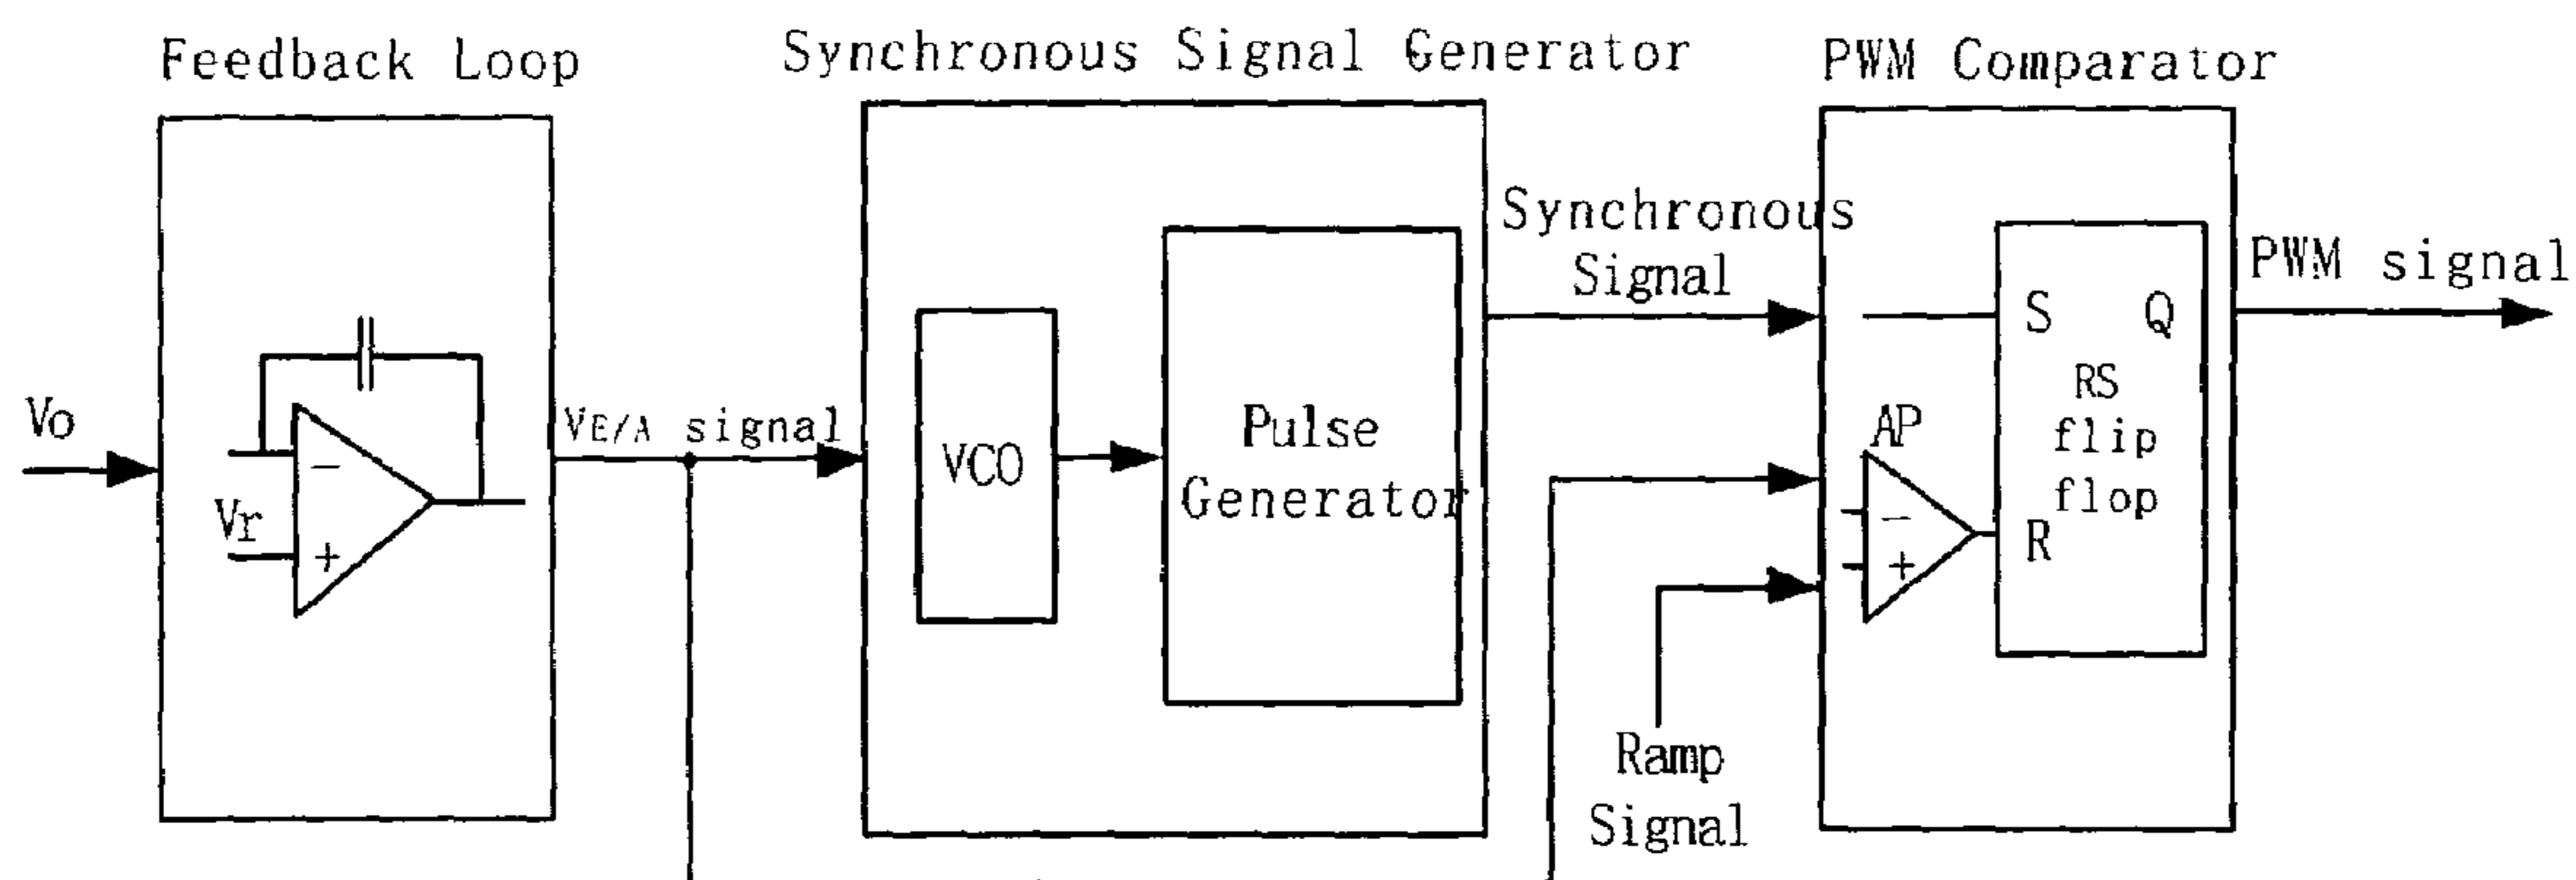 Feedback Loop
Synchronous Signal Generator
PWM Comparator
Vo
Vr
−
+
VE/A signal
VCO
Pulse
Generator
Synchronous
Signal
Ramp
Signal
AP
−
+
S Q
RS
flip
flop
R
PWM signal